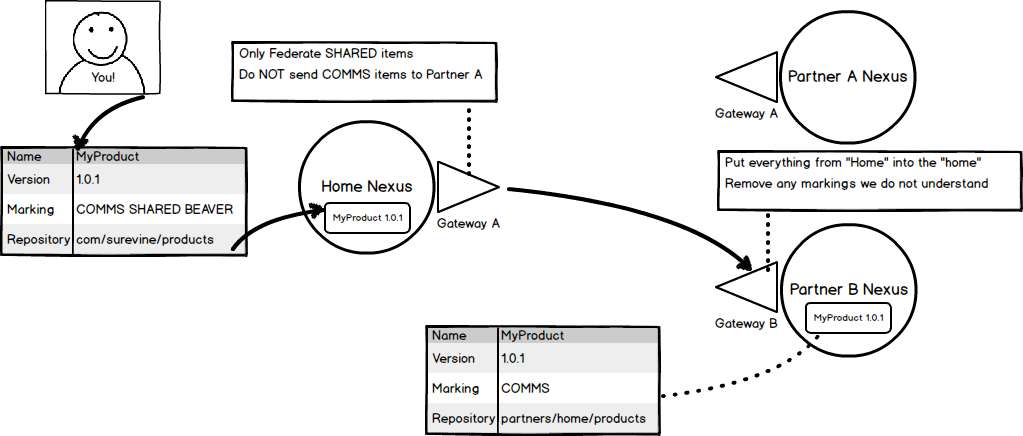 You!
Only Federate SHARED items
Do NOT send COMMS items to Partner A
Partner A Nexus
Gateway A
Name MyProduct
Version 1.0.1
Marking COMMS SHARED BEAVER
Repository com/surevine/products
Home Nexus
MyProduct 1.0.1
Gateway A
Put everything from "Home" into the "home"
Remove any markings we do not understand
Partner B Nexus
MyProduct 1.0.1
Gateway B
Name MyProduct
Version 1.0.1
Marking COMMS
Repository partners/home/products